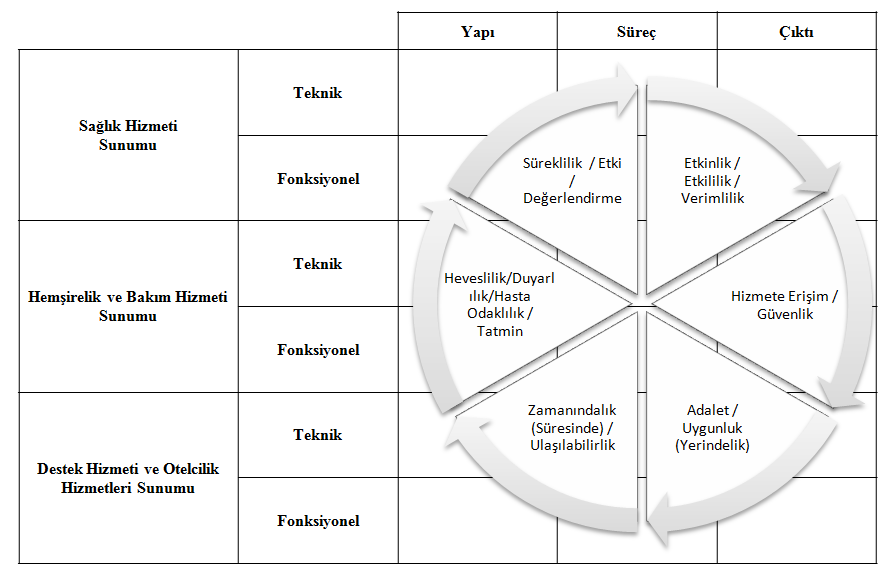 Yapı
Süreç
Çıktı
Sağlık Hizmeti
Sunumu
Teknik
Fonksiyonel
Hemşirelik ve Bakım Hizmeti
Sunumu
Teknik
Fonksiyonel
Destek Hizmeti ve Otelcilik
Hizmetleri Sunumu
Teknik
Fonksiyonel
Süreklilik / Etki
/
Değerlendirme
Etkinlik /
Etkililik /
Verimlilik
Hizmete Erişim /
Güvenlik
Adalet /
Uygunluk
(Yerindelik)
Zamanındalık
(Süresinde) /
Ulaşılabilirlik
Heveslilik/Duyarl
ılık/Hasta
Odaklılık /
Tatmin